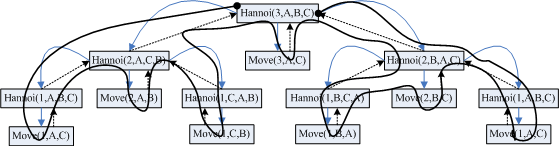 Hannoi(3,A,B,C)
Hannoi(2,A,C,B)
Move(3,A,C)
Hannoi(2,B,A,C)
Hannoi(1,A,B,C)
Move(2,A,B)
Hannoi(1,C,A,B)
Hannoi(1,B,C,A)
Move(2,B,C)
Hannoi(1,A,B,C)
Move(1,A,C)
Move(1,C,B)
Move(1,B,A)
Move(1,A,C)